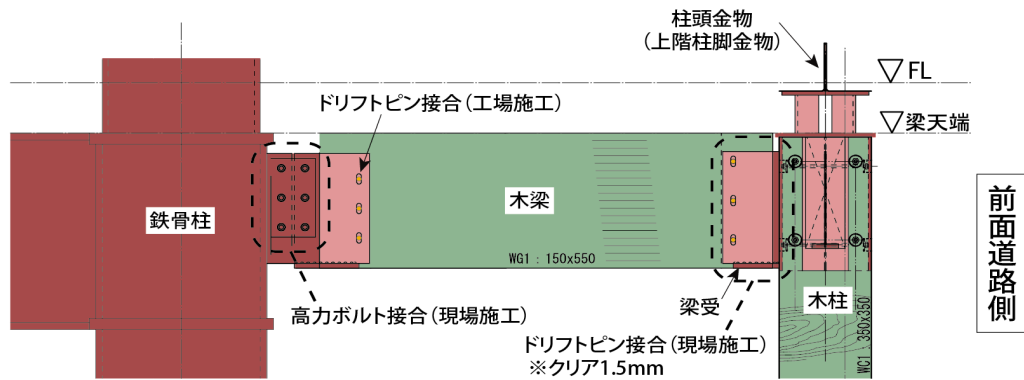 柱頭金物
（上階柱脚金物）
▽FL
ドリフトピン接合（工場施工）
▽梁天端
鉄骨柱
木梁
前面道路側
WG1：150x550
高力ボルト接合（現場施工）
梁受
木柱
WC1 350x350
ドリフトピン接合（現場施工）
※クリア1.5mm